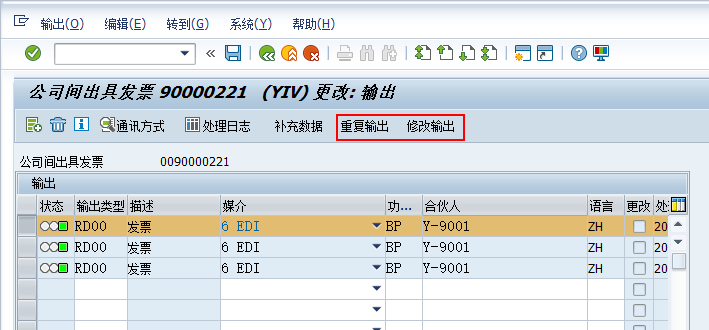 输出(O) 编辑(E) 转到(G) 系统(Y) 帮助(H)
公司间出具发票 90000221 (YIV) 更改: 输出
通讯方式 处理日志 补充数据 重复输出 修改输出
公司间出具发票 0090000221
输出
状态 输出类型 描述 媒介 功... 合伙人 语言 更改 处
RD00 发票 6 EDI BP Y-9001 ZH 20
RD00 发票 6 EDI BP Y-9001 ZH 20
RD00 发票 6 EDI BP Y-9001 ZH 20